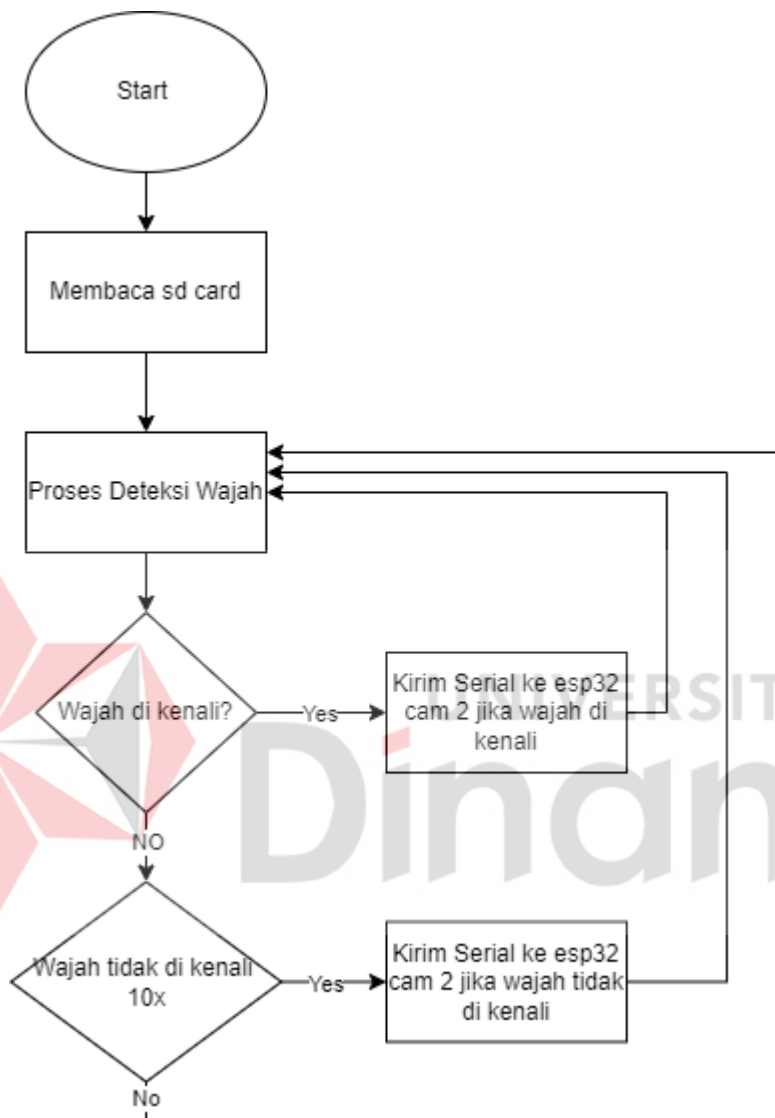 Start
Membaca sd card
Proses Deteksi Wajah
Wajah di kenali?
Yes
Kirim Serial ke esp32
cam 2 jika wajah di
kenali
UNIVERSIT
Dinam
NO
Wajah tidak di kenali
10x
Yes
Kirim Serial ke esp32
cam 2 jika wajah tidak
di kenali
No